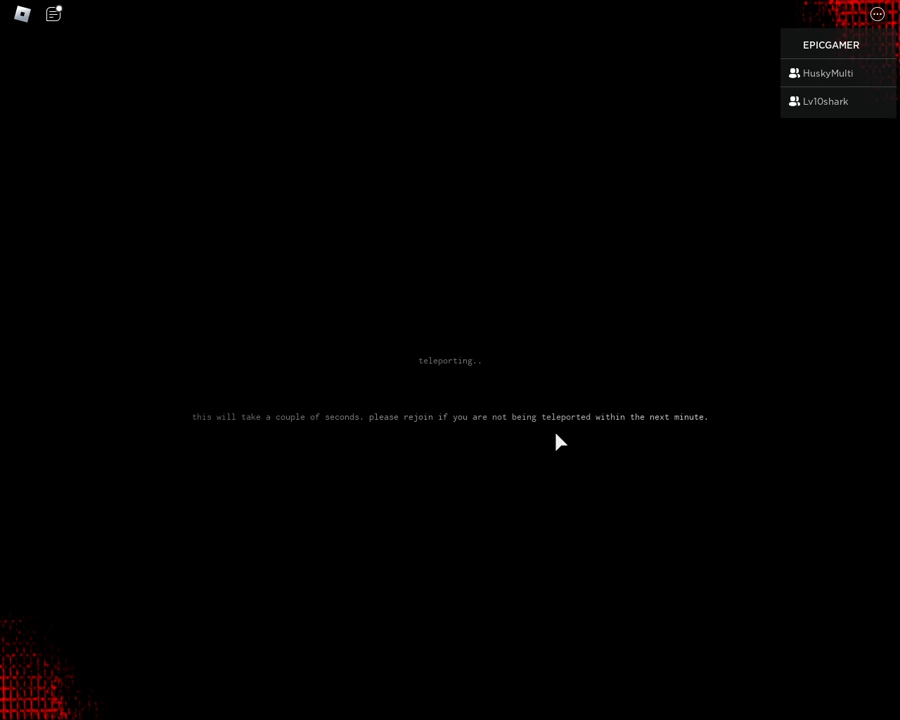 EPICGAMER
HuskyMulti
Lv10shark
teleporting..
this will take a couple of seconds. please rejoin if you are not being teleported within the next minute.